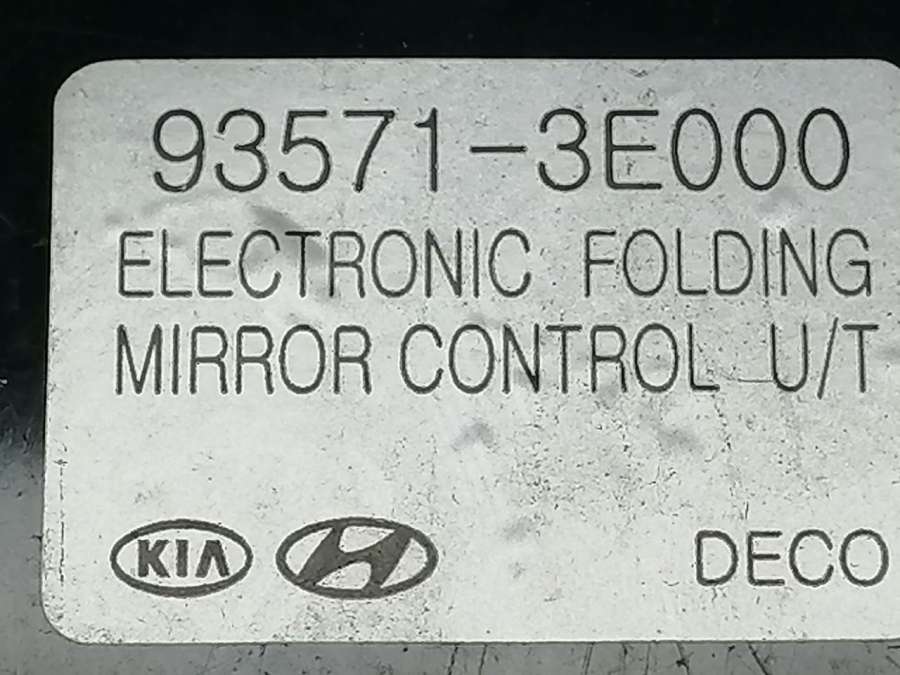 93571-3E000
ELECTRONIC FOLDING
MIRROR CONTROL U/T
KIA DECO